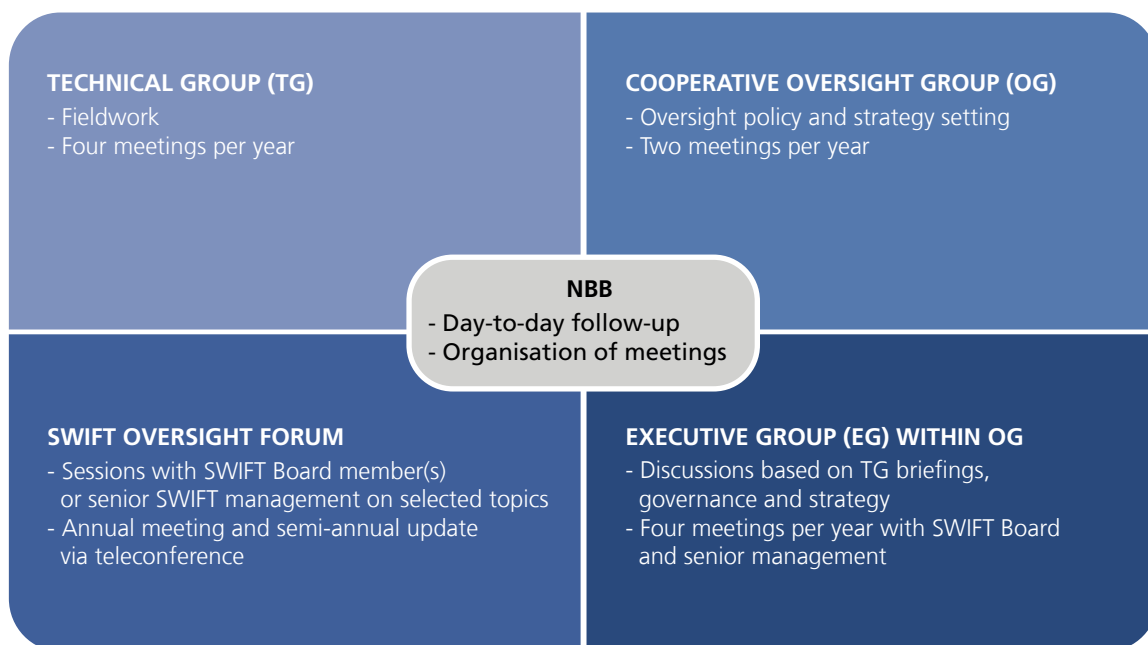 TECHNICAL GROUP (TG)
- Fieldwork
- Four meetings per year
COOPERATIVE OVERSIGHT GROUP (OG)
- Oversight policy and strategy setting
- Two meetings per year
NBB
- Day-to-day follow-up
- Organisation of meetings
SWIFT OVERSIGHT FORUM
- Sessions with SWIFT Board member(s)
or senior SWIFT management on selected topics
- Annual meeting and semi-annual update
via teleconference
EXECUTIVE GROUP (EG) WITHIN OG
- Discussions based on TG briefings,
governance and strategy
- Four meetings per year with SWIFT Board
and senior management